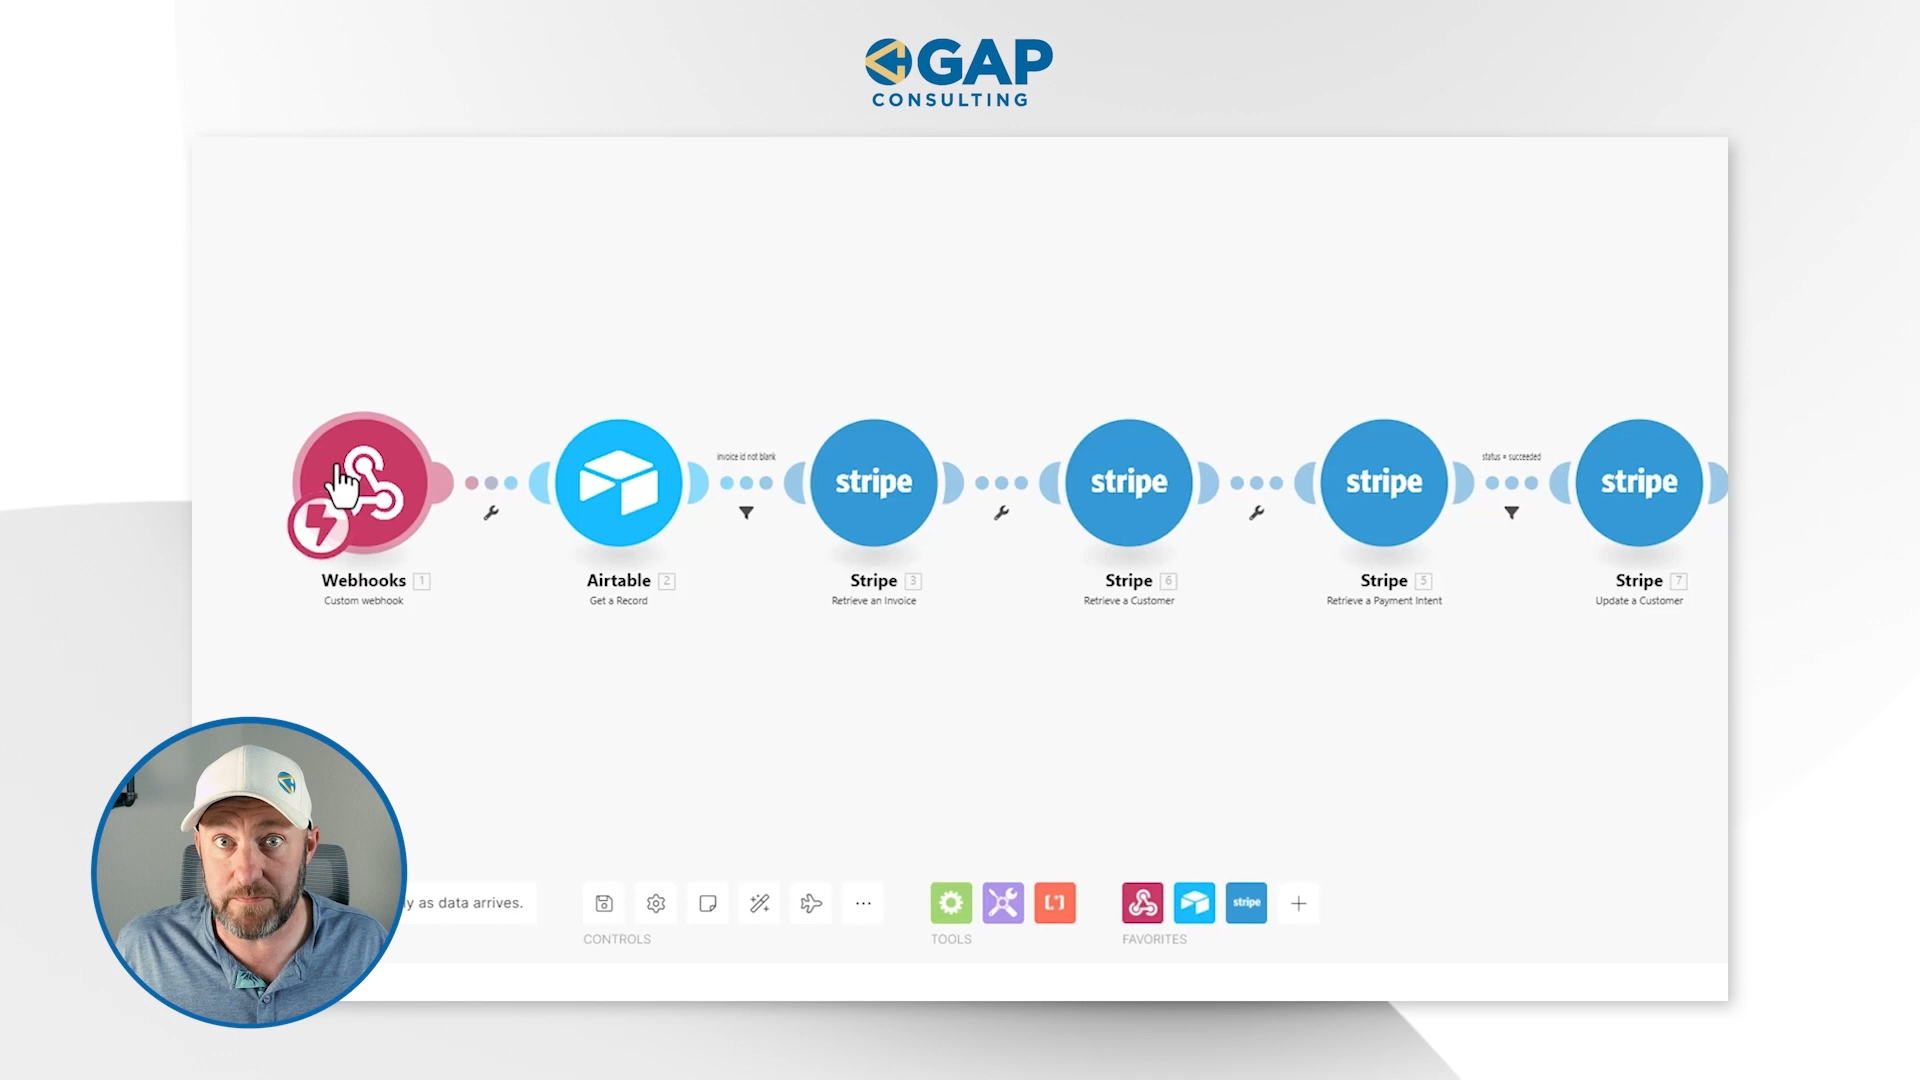 GAP
CONSULTING
invoice id not blank
status = succeeded
stripe
stripe
stripe
stripe
Webhooks 1
Custom webhook
Airtable 2
Get a Record
Stripe 3
Retrieve an Invoice
Stripe 6
Retrieve a Customer
Stripe 5
Retrieve a Payment Intent
Stripe 7
Update a Customer
y as data arrives.
stripe
CONTROLS
TOOLS
FAVORITES